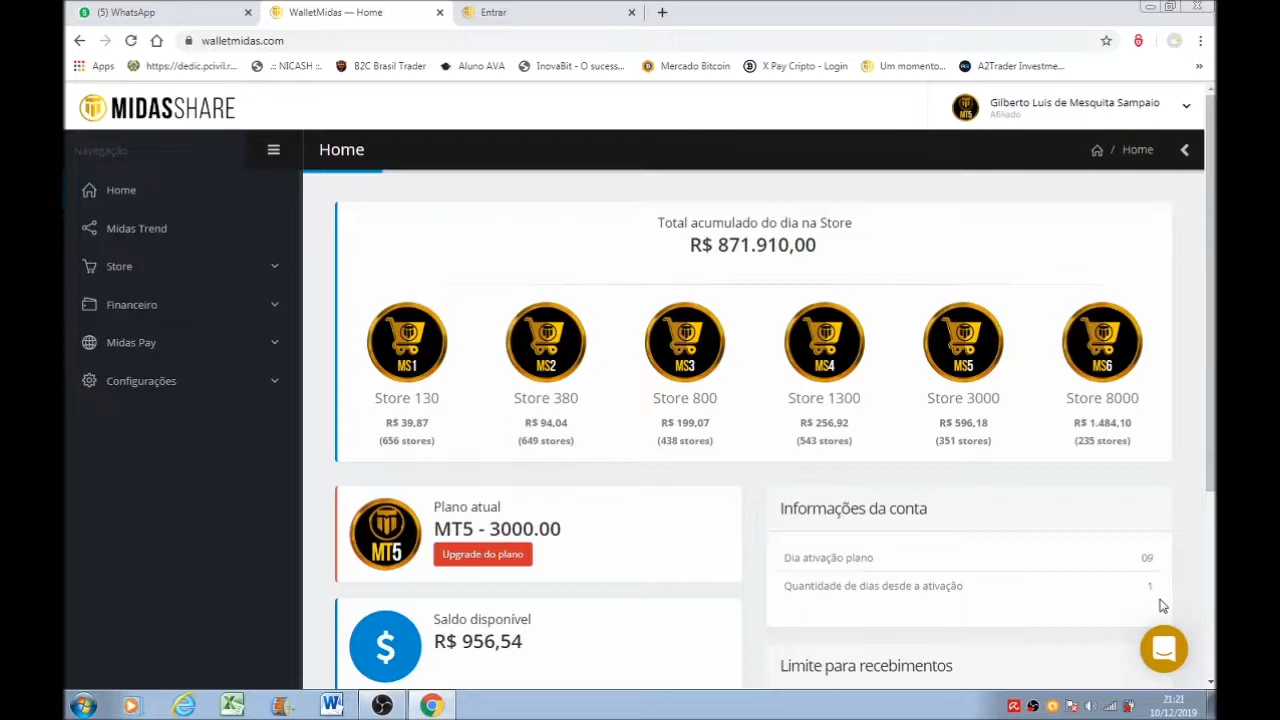 (5) WhatsApp
WalletMidas — Home
Entrar
walletmidas.com
Apps
https://dedic.pcivil.r...
.:: NICASH ::.
B2C Brasil Trader
Aluno AVA
InovaBit - O sucess...
Mercado Bitcoin
X Pay Cripto - Login
Um momento...
A2Trader Investme...
»
MIDASSHARE
MT5
Gilberto Luis de Mesquita Sampaio
Afiliado
Navegação
Home
Home / Home
Home
Midas Trend
Store
Financeiro
Midas Pay
Configurações
Total acumulado do dia na Store
R$ 871.910,00
MS1
MS2
MS3
MS4
MS5
MS6
Store 130
Store 380
Store 800
Store 1300
Store 3000
Store 8000
R$ 39,87
R$ 94,04
R$ 199,07
R$ 256,92
R$ 596,18
R$ 1.484,10
(656 stores)
(649 stores)
(438 stores)
(543 stores)
(351 stores)
(235 stores)
MT5
Plano atual
MT5 - 3000.00
Upgrade do plano
$
Saldo disponível
R$ 956,54
Informações da conta
Dia ativação plano 09
Quantidade de dias desde a ativação 1
Limite para recebimentos
21:21
10/12/2019